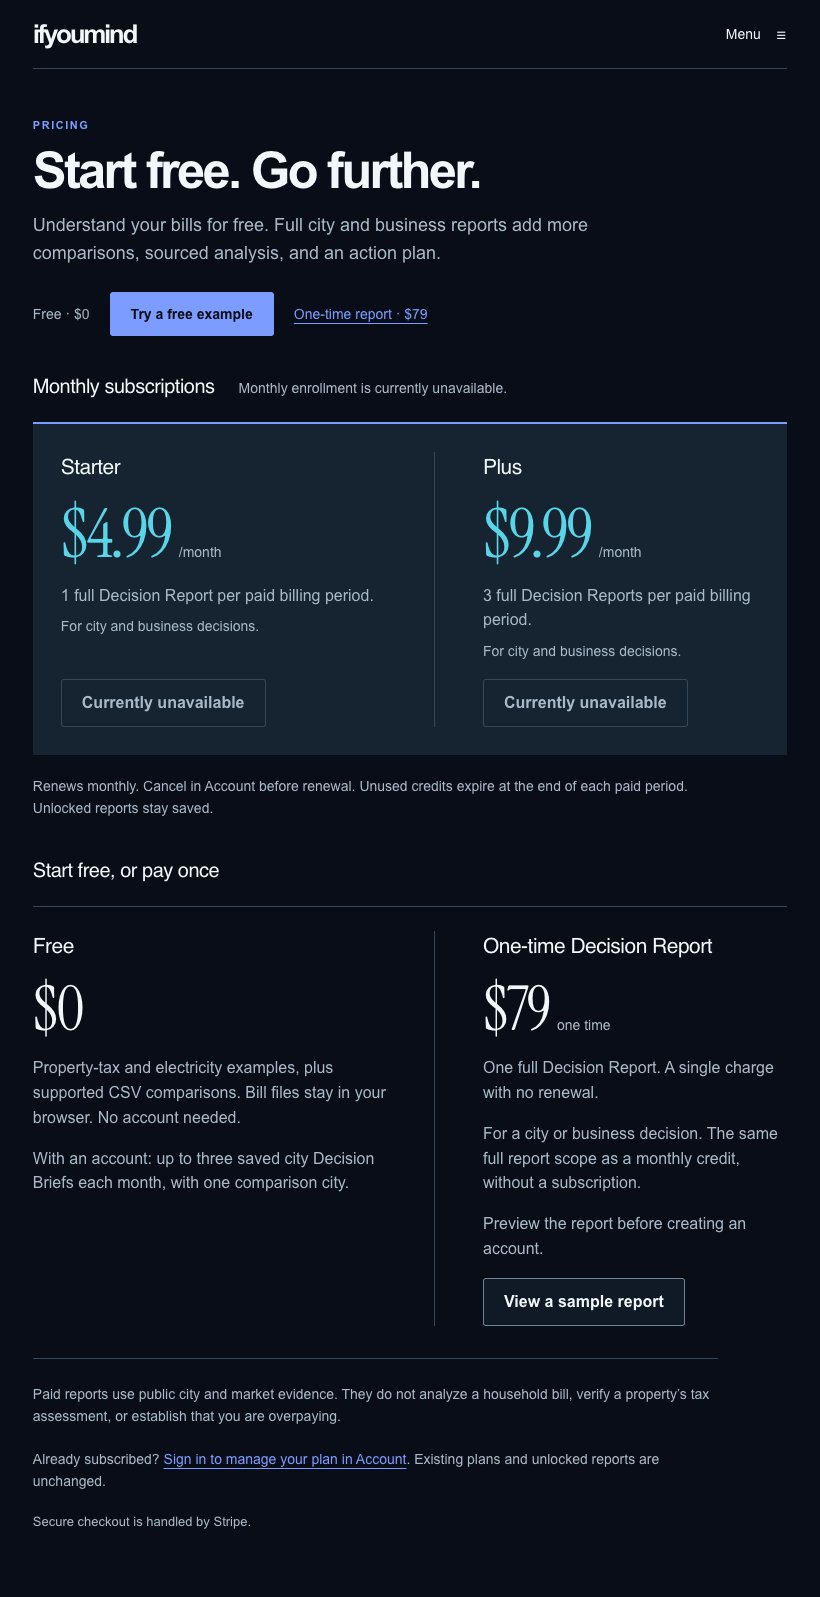 ifyoumind
Menu ≡
PRICING
Start free. Go further.
Understand your bills for free. Full city and business reports add more
comparisons, sourced analysis, and an action plan.
Free · $0
Try a free example
One-time report · $79
Monthly subscriptions
Monthly enrollment is currently unavailable.
Starter
$4.99 /month
1 full Decision Report per paid billing period.
For city and business decisions.
Currently unavailable
Plus
$9.99 /month
3 full Decision Reports per paid billing
period.
For city and business decisions.
Currently unavailable
Renews monthly. Cancel in Account before renewal. Unused credits expire at the end of each paid period.
Unlocked reports stay saved.
Start free, or pay once
Free
$0
Property-tax and electricity examples, plus
supported CSV comparisons. Bill files stay in your
browser. No account needed.
With an account: up to three saved city Decision
Briefs each month, with one comparison city.
One-time Decision Report
$79 one time
One full Decision Report. A single charge
with no renewal.
For a city or business decision. The same
full report scope as a monthly credit,
without a subscription.
Preview the report before creating an
account.
View a sample report
Paid reports use public city and market evidence. They do not analyze a household bill, verify a property’s tax
assessment, or establish that you are overpaying.
Already subscribed? Sign in to manage your plan in Account. Existing plans and unlocked reports are
unchanged.
Secure checkout is handled by Stripe.